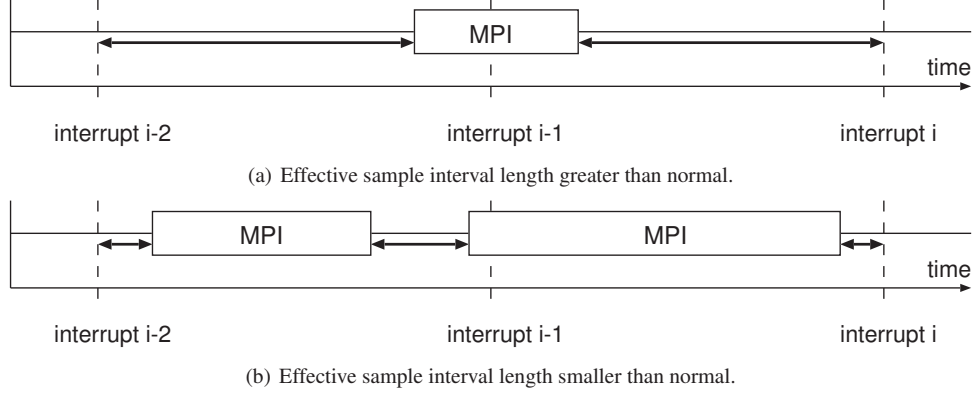 MPI
time
interrupt i-2 interrupt i-1 interrupt i
(a) Effective sample interval length greater than normal.
MPI MPI
time
interrupt i-2 interrupt i-1 interrupt i
(b) Effective sample interval length smaller than normal.